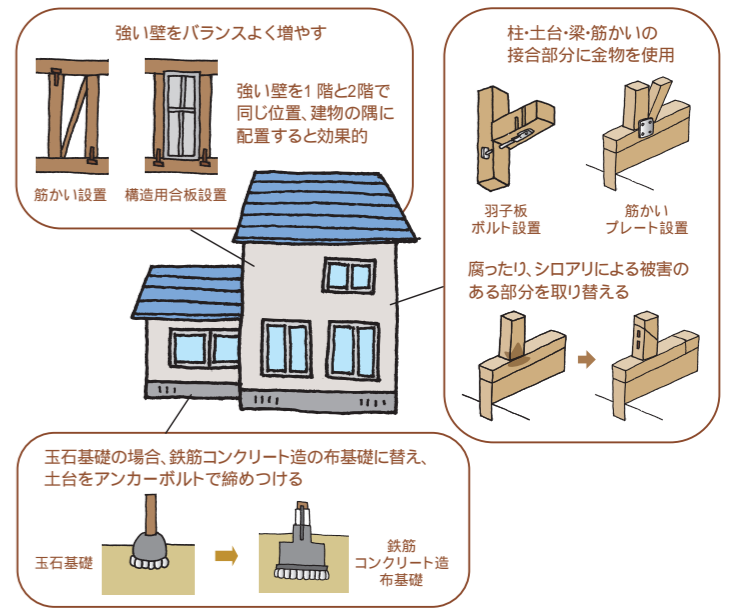 強い壁をバランスよく増やす
強い壁を1階と2階で
同じ位置、建物の隅に
配置すると効果的
筋かい設置
構造用合板設置
柱・土台・梁・筋かいの
接合部分に金物を使用
羽子板
ボルト設置
筋かい
プレート設置
腐ったり、シロアリによる被害の
ある部分を取り替える
玉石基礎の場合、鉄筋コンクリート造の布基礎に替え、
土台をアンカーボルトで締めつける
玉石基礎
鉄筋
コンクリート造
布基礎